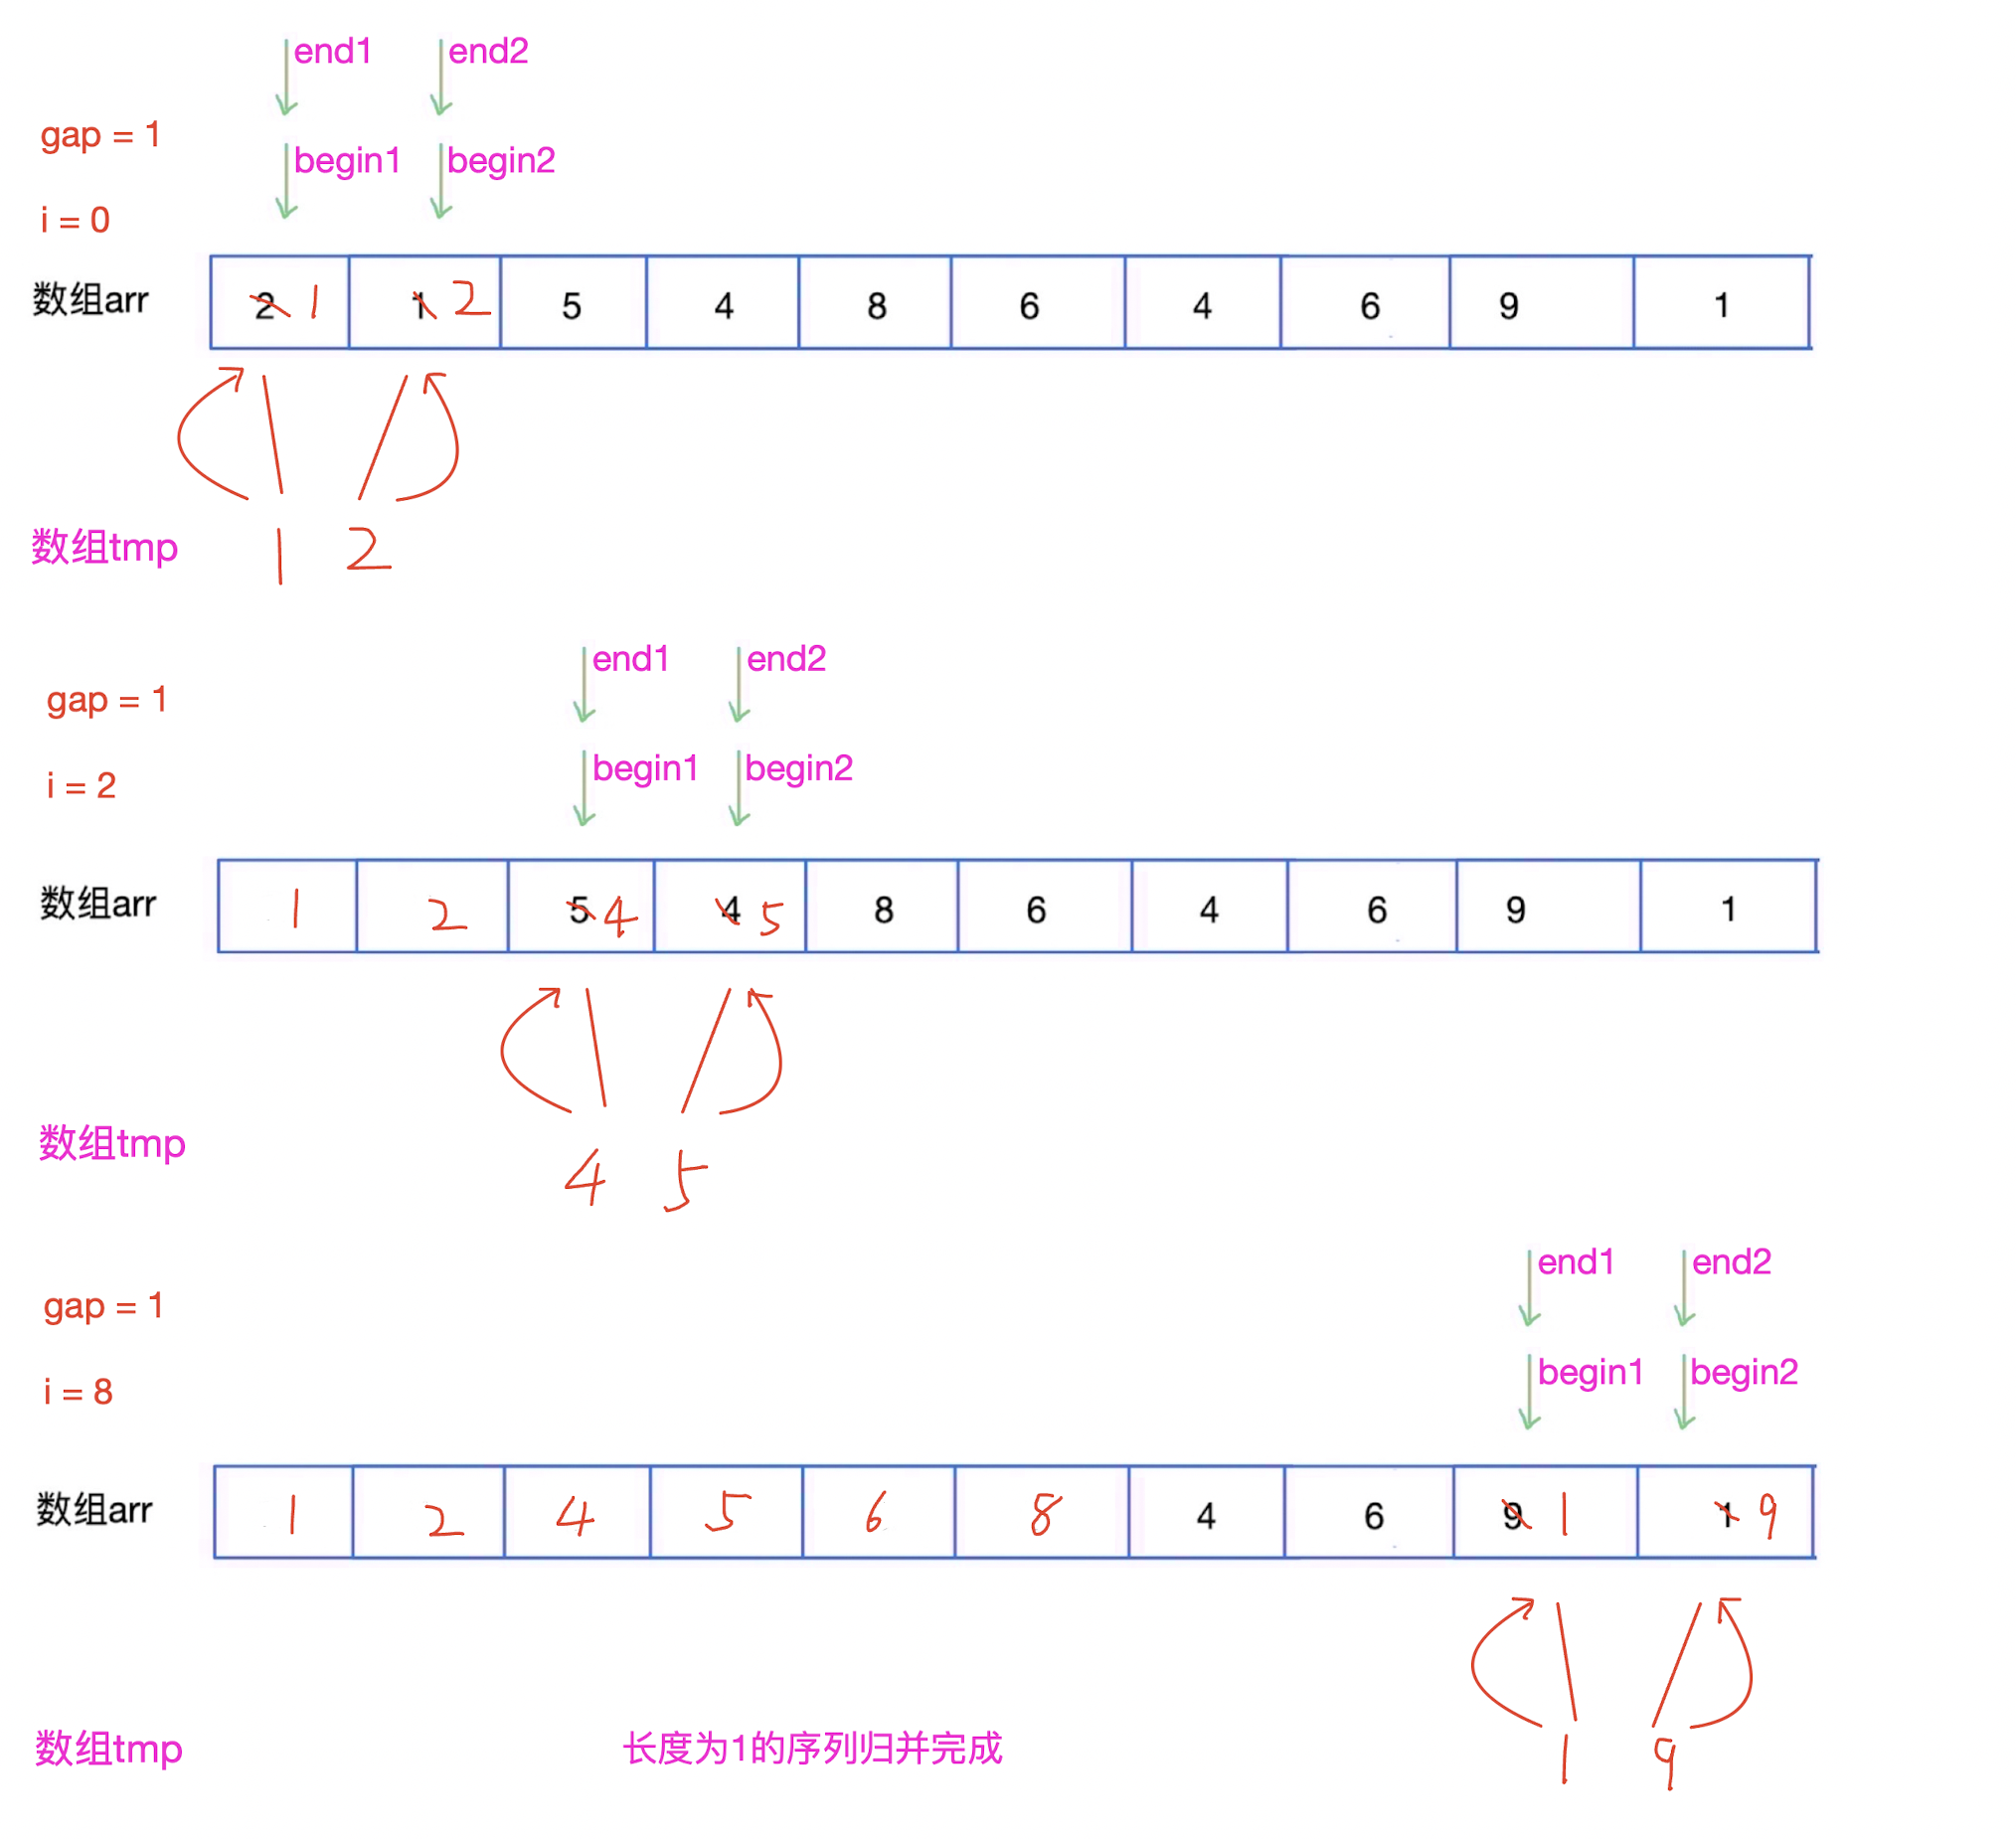 end1 end2
gap = 1
begin1 begin2
i = 0
数组arr 2 1 1 2 5 4 8 6 4 6 9 1
数组tmp 1 2
end1 end2
gap = 1
begin1 begin2
i = 2
数组arr 1 2 5 4 4 5 8 6 4 6 9 1
数组tmp 4 5
end1 end2
gap = 1
begin1 begin2
i = 8
数组arr 1 2 4 5 6 8 4 6 9 1 1 9
数组tmp 长度为1的序列归并完成 1 9